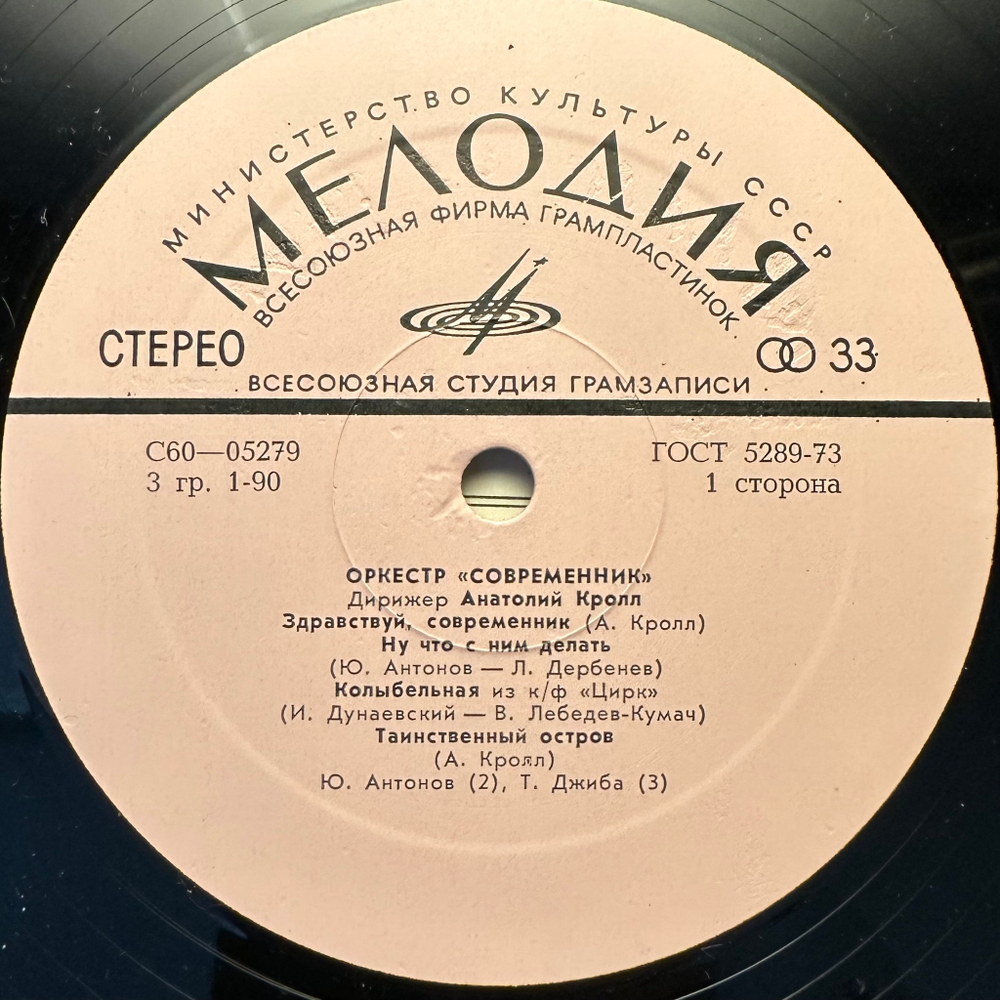 МИНИСТЕРСТВО КУЛЬТУРЫ СССР
МЕЛОДИЯ
ВСЕСОЮЗНАЯ ФИРМА ГРАМПЛАСТИНОК
СТЕРЕО
33
ВСЕСОЮЗНАЯ СТУДИЯ ГРАМЗАПИСИ
С60—05279
ГОСТ 5289-73
3 гр. 1-90
1 сторона
ОРКЕСТР «СОВРЕМЕННИК»
Дирижер Анатолий Кролл
Здравствуй, современник (А. Кролл)
Ну что с ним делать
(Ю. Антонов — Л. Дербенев)
Колыбельная из к/ф «Цирк»
(И. Дунаевский — В. Лебедев-Кумач)
Таинственный остров
(А. Кролл)
Ю. Антонов (2), Т. Джиба (3)